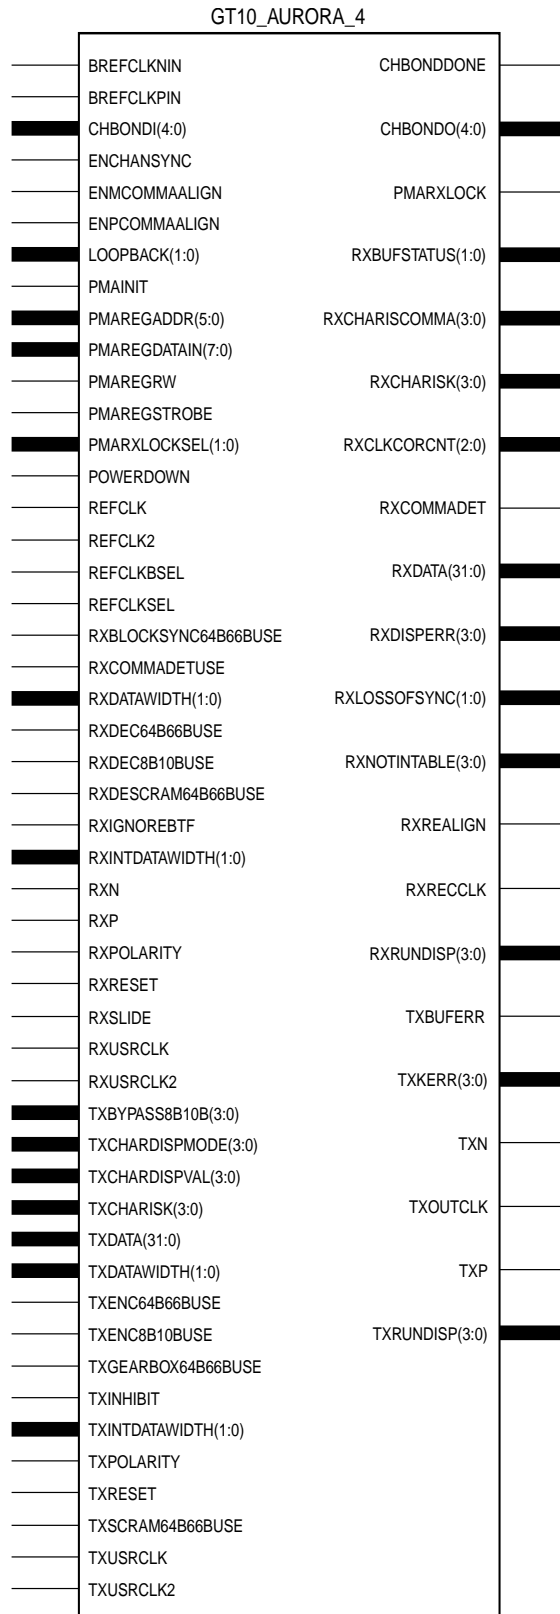 GT10_AURORA_4
BREFCLKNIN
BREFCLKPIN
CHBONDI(4:0)
ENCHANSYNC
ENMCOMMAALIGN
ENPCOMMAALIGN
LOOPBACK(1:0)
PMAINIT
PMAREGADDR(5:0)
PMAREGDATAIN(7:0)
PMAREGRW
PMAREGSTROBE
PMARXLOCKSEL(1:0)
POWERDOWN
REFCLK
REFCLK2
REFCLKBSEL
REFCLKSEL
RXBLOCKSYNC64B66BUSE
RXCOMMADETUSE
RXDATAWIDTH(1:0)
RXDEC64B66BUSE
RXDEC8B10BUSE
RXDESCRAM64B66BUSE
RXIGNOREBTF
RXINTDATAWIDTH(1:0)
RXN
RXP
RXPOLARITY
RXRESET
RXSLIDE
RXUSRCLK
RXUSRCLK2
TXBYPASS8B10B(3:0)
TXCHARDISPMODE(3:0)
TXCHARDISPVAL(3:0)
TXCHARISK(3:0)
TXDATA(31:0)
TXDATAWIDTH(1:0)
TXENC64B66BUSE
TXENC8B10BUSE
TXGEARBOX64B66BUSE
TXINHIBIT
TXINTDATAWIDTH(1:0)
TXPOLARITY
TXRESET
TXSCRAM64B66BUSE
TXUSRCLK
TXUSRCLK2
CHBONDDONE
CHBONDO(4:0)
PMARXLOCK
RXBUFSTATUS(1:0)
RXCHARISCOMMA(3:0)
RXCHARISK(3:0)
RXCLKCORCNT(2:0)
RXCOMMADET
RXDATA(31:0)
RXDISPERR(3:0)
RXLOSSOFSYNC(1:0)
RXNOTINTABLE(3:0)
RXREALIGN
RXRECCLK
RXRUNDISP(3:0)
TXBUFERR
TXKERR(3:0)
TXN
TXOUTCLK
TXP
TXRUNDISP(3:0)